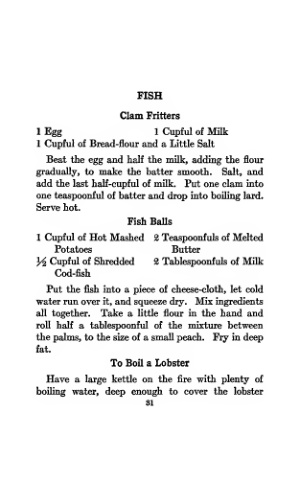 FISH
Clam Fritters
1 Egg 1 Cupful of Milk
1 Cupful of Bread-flour and a Little Salt
Beat the egg and half the milk, adding the flour
gradually, to make the batter smooth. Salt, and
add the last half-cupful of milk. Put one clam into
one teaspoonful of batter and drop into boiling lard.
Serve hot.
Fish Balls
1 Cupful of Hot Mashed 2 Teaspoonfuls of Melted
Potatoes Butter
½ Cupful of Shredded 2 Tablespoonfuls of Milk
Cod-fish
Put the fish into a piece of cheese-cloth, let cold
water run over it, and squeeze dry. Mix ingredients
all together. Take a little flour in the hand and
roll half a tablespoonful of the mixture between
the palms, to the size of a small peach. Fry in deep
fat.
To Boil a Lobster
Have a large kettle on the fire with plenty of
boiling water, deep enough to cover the lobster
31